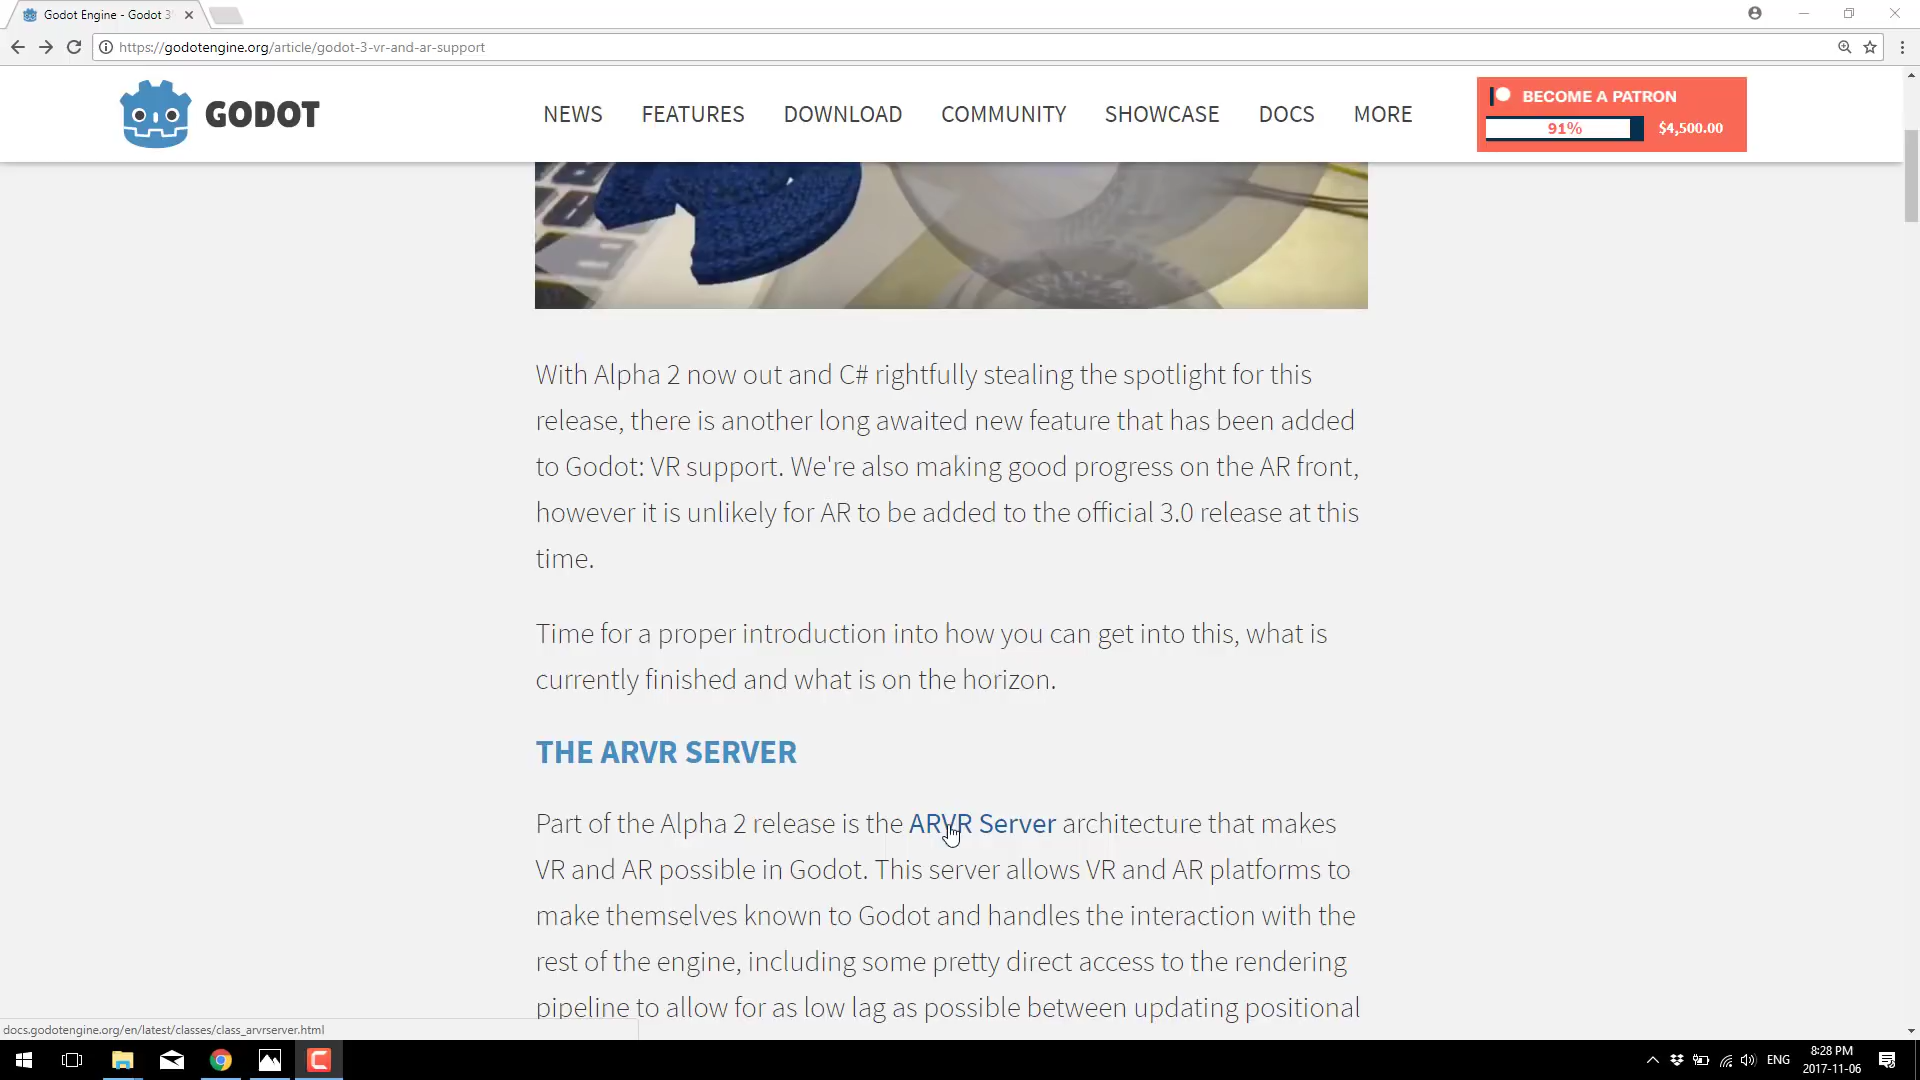 Godot Engine - Godot 3
https://godotengine.org/article/godot-3-vr-and-ar-support
GODOT
NEWS
FEATURES
DOWNLOAD
COMMUNITY
SHOWCASE
DOCS
MORE
BECOME A PATRON
91%
$4,500.00
With Alpha 2 now out and C# rightfully stealing the spotlight for this
release, there is another long awaited new feature that has been added
to Godot: VR support. We're also making good progress on the AR front,
however it is unlikely for AR to be added to the official 3.0 release at this
time.
Time for a proper introduction into how you can get into this, what is
currently finished and what is on the horizon.
THE ARVR SERVER
Part of the Alpha 2 release is the ARVR Server architecture that makes
VR and AR possible in Godot. This server allows VR and AR platforms to
make themselves known to Godot and handles the interaction with the
rest of the engine, including some pretty direct access to the rendering
pipeline to allow for as low lag as possible between updating positional
docs.godotengine.org/en/latest/classes/class_arvrserver.html
ENG
8:28 PM
2017-11-06